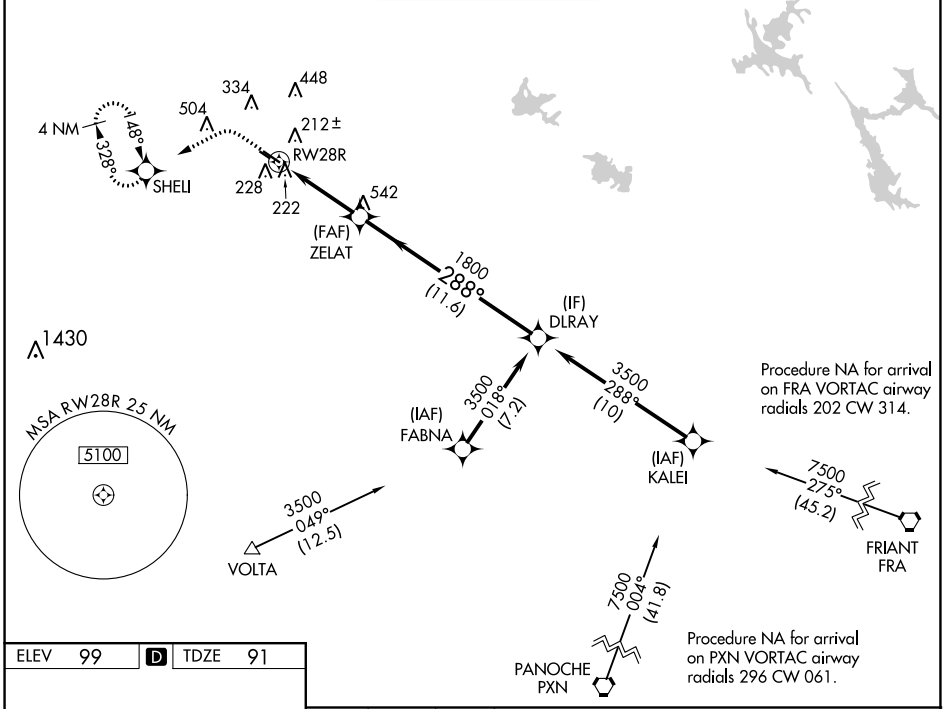 334
448
504
212±
4 NM
148°
328°
RW28R
SHELI
228
222
542
(FAF)
ZELAT
1800
288°
(11.6)
(IF)
DLRAY
1430
MSA RW28R 25 NM
5100
3500
018°
(7.2)
3500
288°
(10)
Procedure NA for arrival
on FRA VORTAC airway
radials 202 CW 314.
(IAF)
FABNA
(IAF)
KALEI
7500
275°
(45.2)
FRIANT
FRA
3500
049°
(12.5)
VOLTA
7500
004°
(41.8)
PANOCHE
PXN
Procedure NA for arrival
on PXN VORTAC airway
radials 296 CW 061.
ELEV 99 D TDZE 91